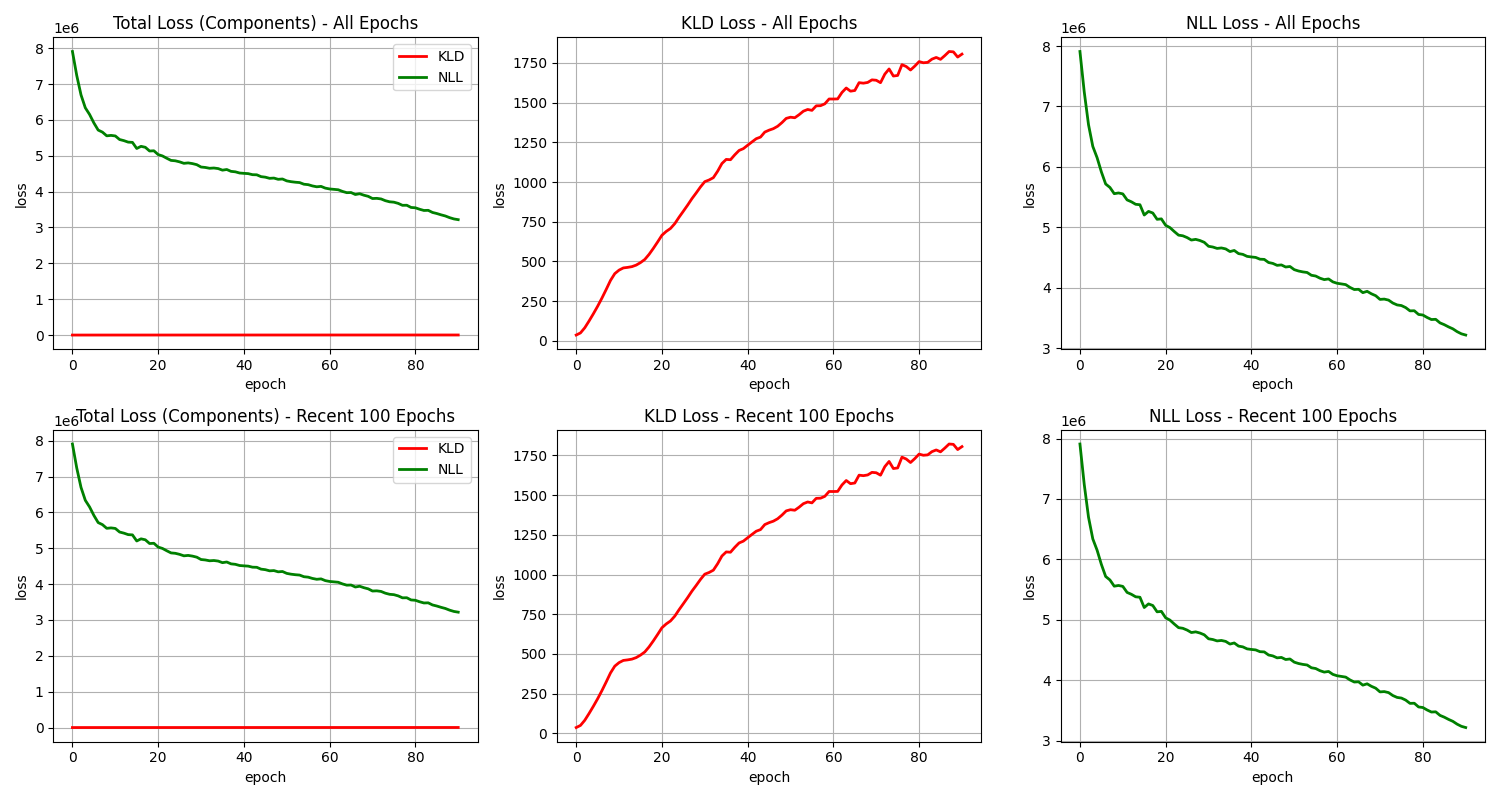 Total Loss (Components) - All Epochs
1e6
8
7
6
5
4
3
2
1
0
loss
KLD
NLL
0 20 40 60 80
epoch
KLD Loss - All Epochs
1750
1500
1250
1000
750
500
250
0
loss
0 20 40 60 80
epoch
NLL Loss - All Epochs
1e6
8
7
6
5
4
3
loss
0 20 40 60 80
epoch
Total Loss (Components) - Recent 100 Epochs
1e6
8
7
6
5
4
3
2
1
0
loss
KLD
NLL
0 20 40 60 80
epoch
KLD Loss - Recent 100 Epochs
1750
1500
1250
1000
750
500
250
0
loss
0 20 40 60 80
epoch
NLL Loss - Recent 100 Epochs
1e6
8
7
6
5
4
3
loss
0 20 40 60 80
epoch